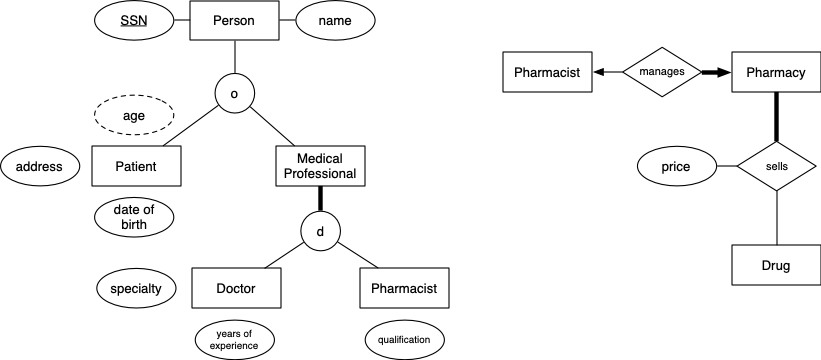 SSN
Person
name
Pharmacist
manages
Pharmacy
o
age
address
Patient
Medical
Professional
price
sells
date of
birth
d
specialty
Doctor
Pharmacist
Drug
years of
experience
qualification